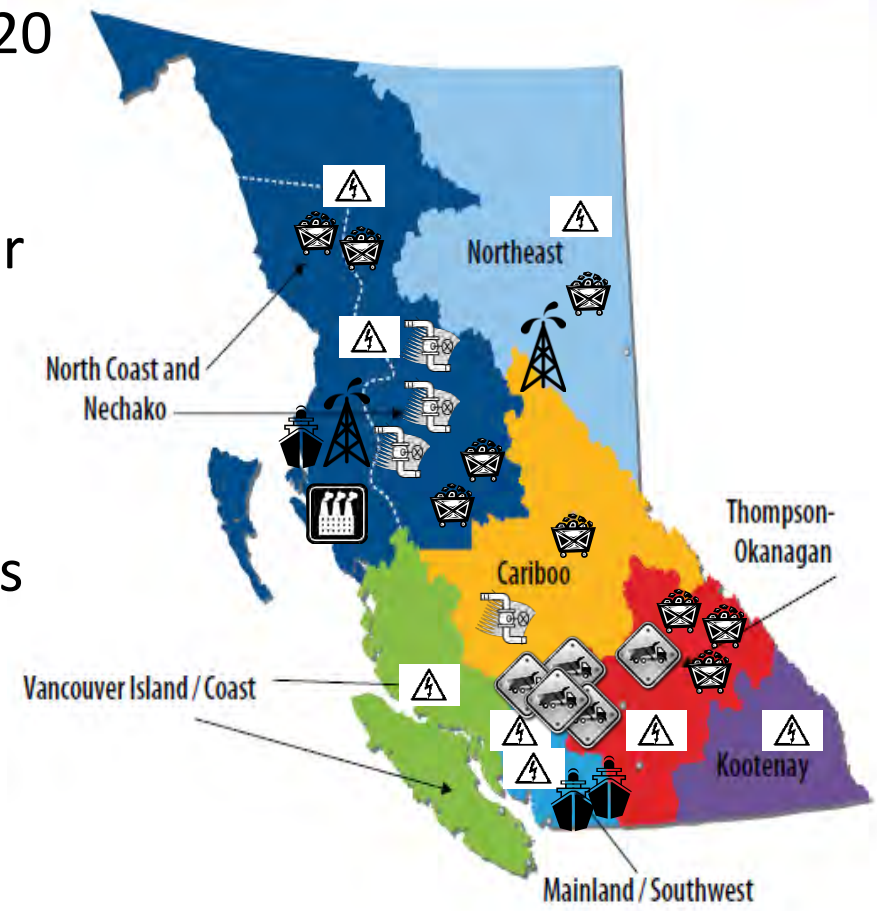 20
r
Northeast
North Coast and
Nechako
Thompson-
Okanagan
s
Cariboo
Vancouver Island / Coast
Kootenay
Mainland / Southwest